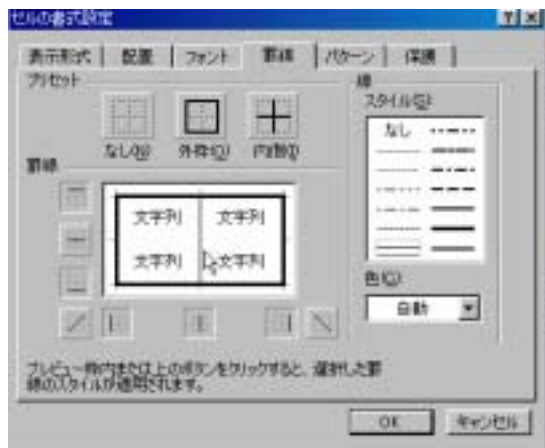 セルの書式設定
表示形式 配置 フォント 罫線 パターン 保護
プリセット
線
スタイル(S):
なし(N) 外枠(O) 内側(I)
なし
罫線
文字列 文字列
文字列 文字列
色(C):
自動
プレビュー枠内または上のボタンをクリックすると、選択した罫
線のスタイルが適用されます。
OK キャンセル